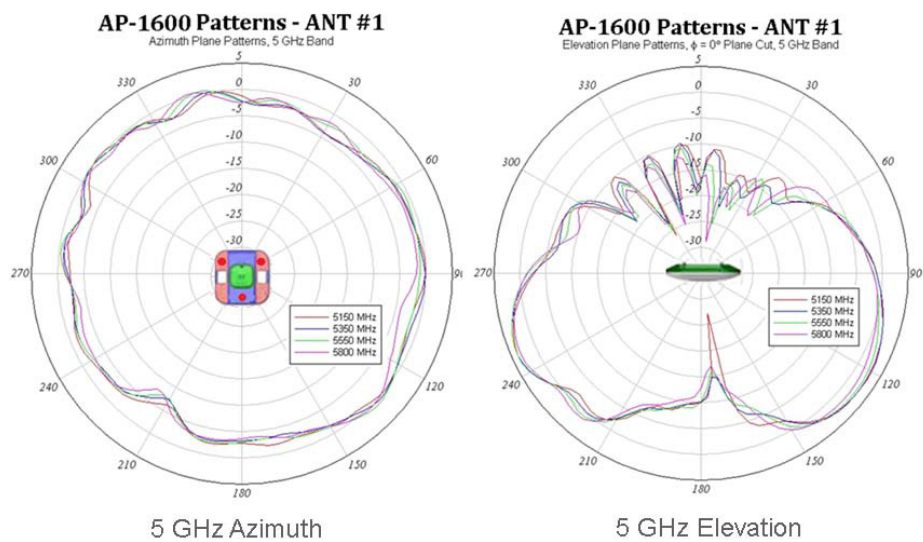 AP-1600 Patterns - ANT #1
Azimuth Plane Patterns, 5 GHz Band
5
0
-5
-10
-15
-20
-25
-30
330
30
300
60
270
90
240
120
210
150
180
5150 MHz
5350 MHz
5550 MHz
5800 MHz
5 GHz Azimuth
AP-1600 Patterns - ANT #1
Elevation Plane Patterns, ϕ = 0° Plane Cut, 5 GHz Band
5
0
-5
-10
-15
-20
-25
-30
330
30
300
60
270
90
240
120
210
150
180
5150 MHz
5350 MHz
5550 MHz
5800 MHz
5 GHz Elevation